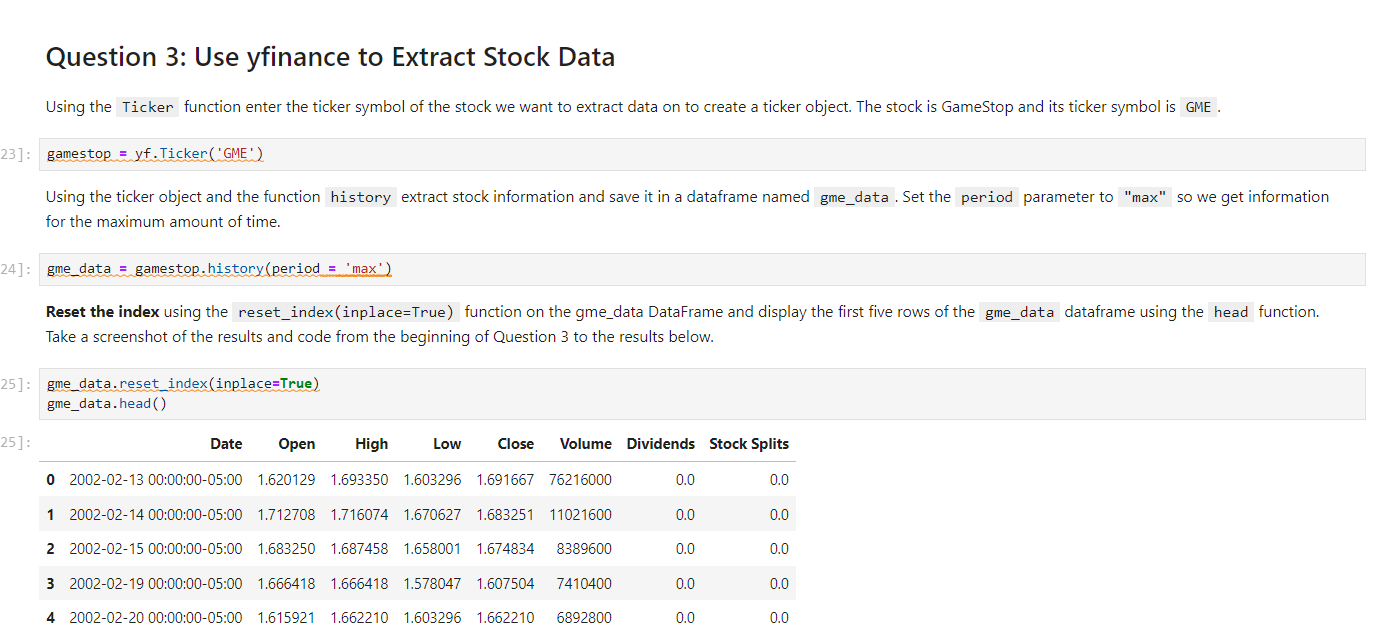 Question 3: Use yfinance to Extract Stock Data
Using the Ticker function enter the ticker symbol of the stock we want to extract data on to create a ticker object. The stock is GameStop and its ticker symbol is GME .
23]: gamestop = yf.Ticker('GME')
Using the ticker object and the function history extract stock information and save it in a dataframe named gme_data . Set the period parameter to "max" so we get information
for the maximum amount of time.
24]: gme_data = gamestop.history(period = 'max')
Reset the index using the reset_index(inplace=True) function on the gme_data DataFrame and display the first five rows of the gme_data dataframe using the head function.
Take a screenshot of the results and code from the beginning of Question 3 to the results below.
25]: gme_data.reset_index(inplace=True)
gme_data.head()
25]: Date Open High Low Close Volume Dividends Stock Splits
0 2002-02-13 00:00:00-05:00 1.620129 1.693350 1.603296 1.691667 76216000 0.0 0.0
1 2002-02-14 00:00:00-05:00 1.712708 1.716074 1.670627 1.683251 11021600 0.0 0.0
2 2002-02-15 00:00:00-05:00 1.683250 1.687458 1.658001 1.674834 8389600 0.0 0.0
3 2002-02-19 00:00:00-05:00 1.666418 1.666418 1.578047 1.607504 7410400 0.0 0.0
4 2002-02-20 00:00:00-05:00 1.615921 1.662210 1.603296 1.662210 6892800 0.0 0.0